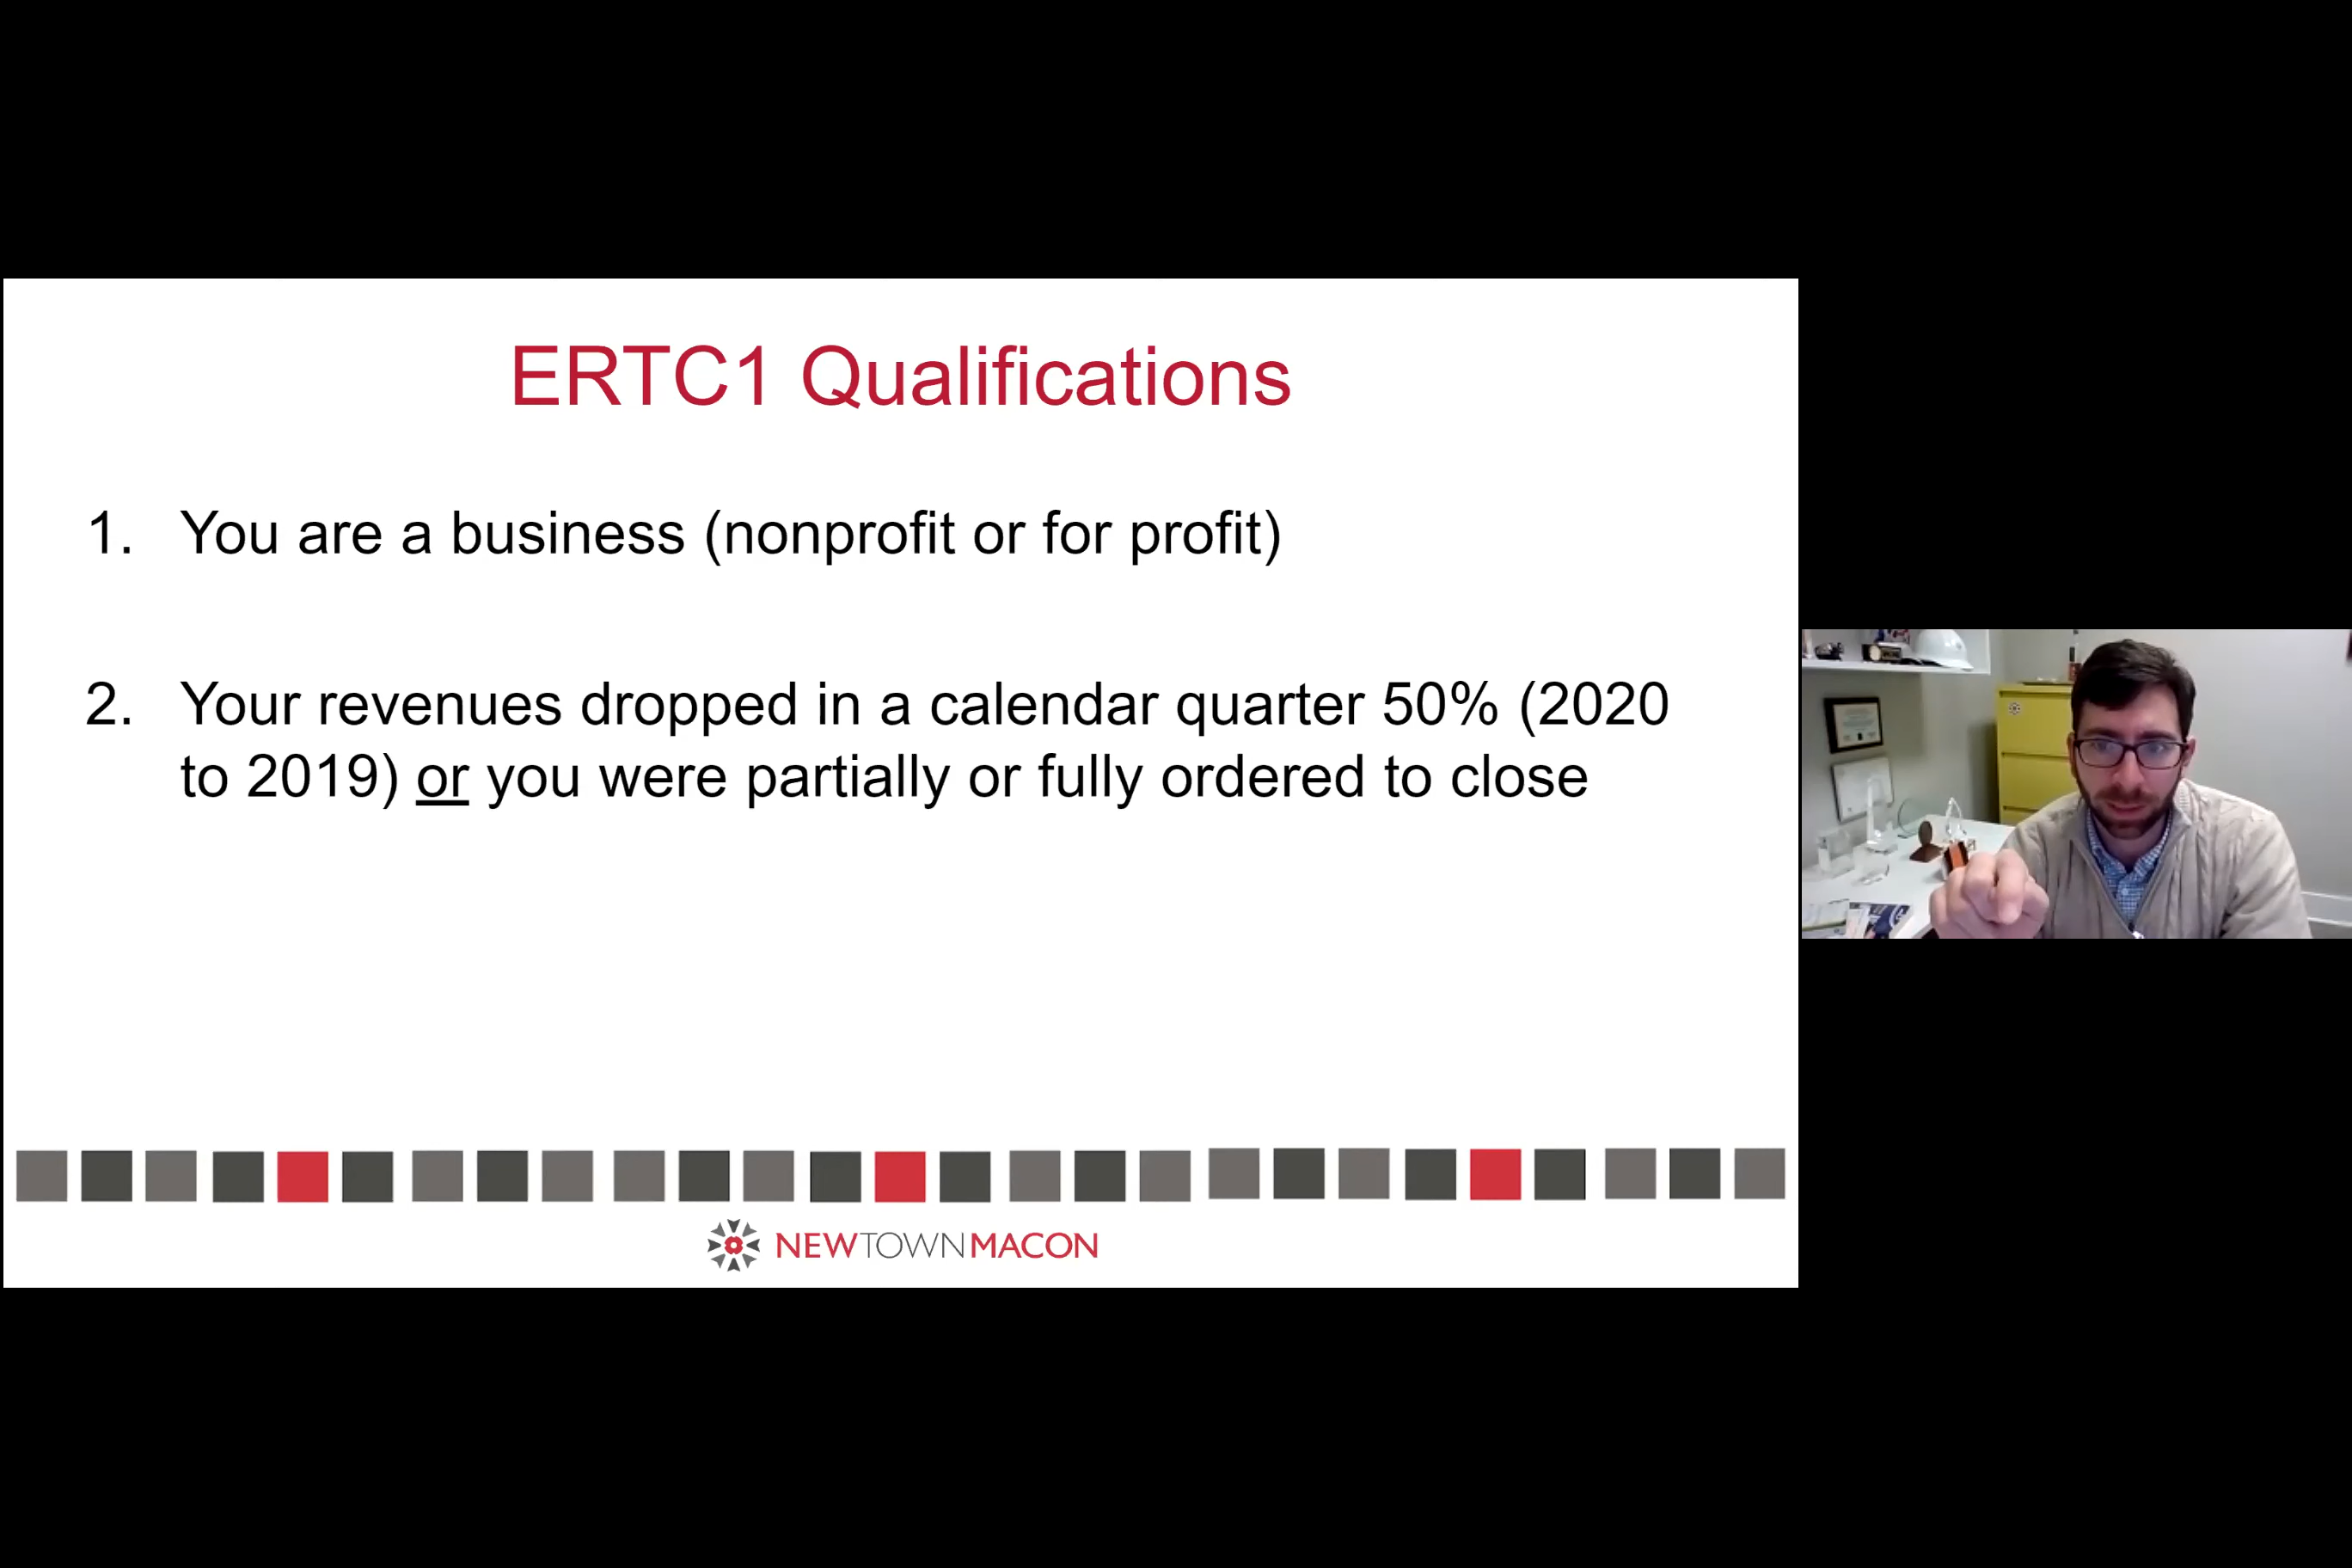 ERTC1 Qualifications
1. You are a business (nonprofit or for profit)
2. Your revenues dropped in a calendar quarter 50% (2020
to 2019) or you were partially or fully ordered to close
NEWTOWNMACON